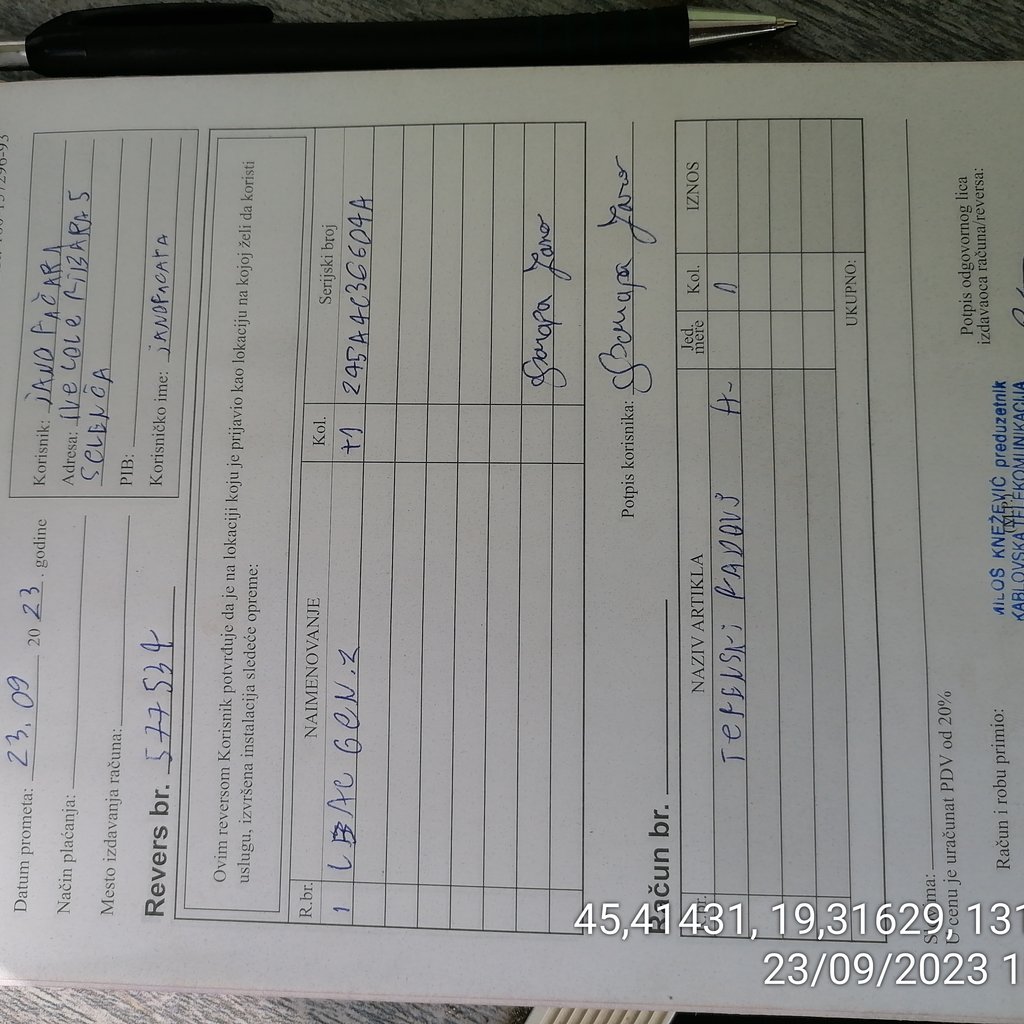 Datum prometa: 23.09 2023. godine
Način plaćanja:
Mesto izdavanja računa:
Revers br. 577534
Korisnik: JANO PAČARA
Adresa: IVE LOLE RIBARA 5
SELENČA
PIB:
Korisničko ime: JANOPACARA
Ovim reversom Korisnik potvrđuje da je na lokaciji koju je prijavio kao lokaciju na kojoj želi da koristi
uslugu, izvršena instalacija sledeće opreme:
R.br. NAIMENOVANJE Kol. Serijski broj
1 LBAC GEN.2 +1 245A4C36604A
Potpis korisnika:
Račun br.
NAZIV ARTIKLA Jed. mere Kol. IZNOS
TERENSKI RADOVI A- 1
UKUPNO:
U cenu je uračunat PDV od 20%
Račun i robu primio:
Potpis odgovornog lica
izdavaoca računa/reversa:
MILOŠ KNEŽEVIĆ preduzetnik
KABLOVSKA TELEKOMUNIKACIJA
45,41431, 19,31629, 131
23/09/2023 1